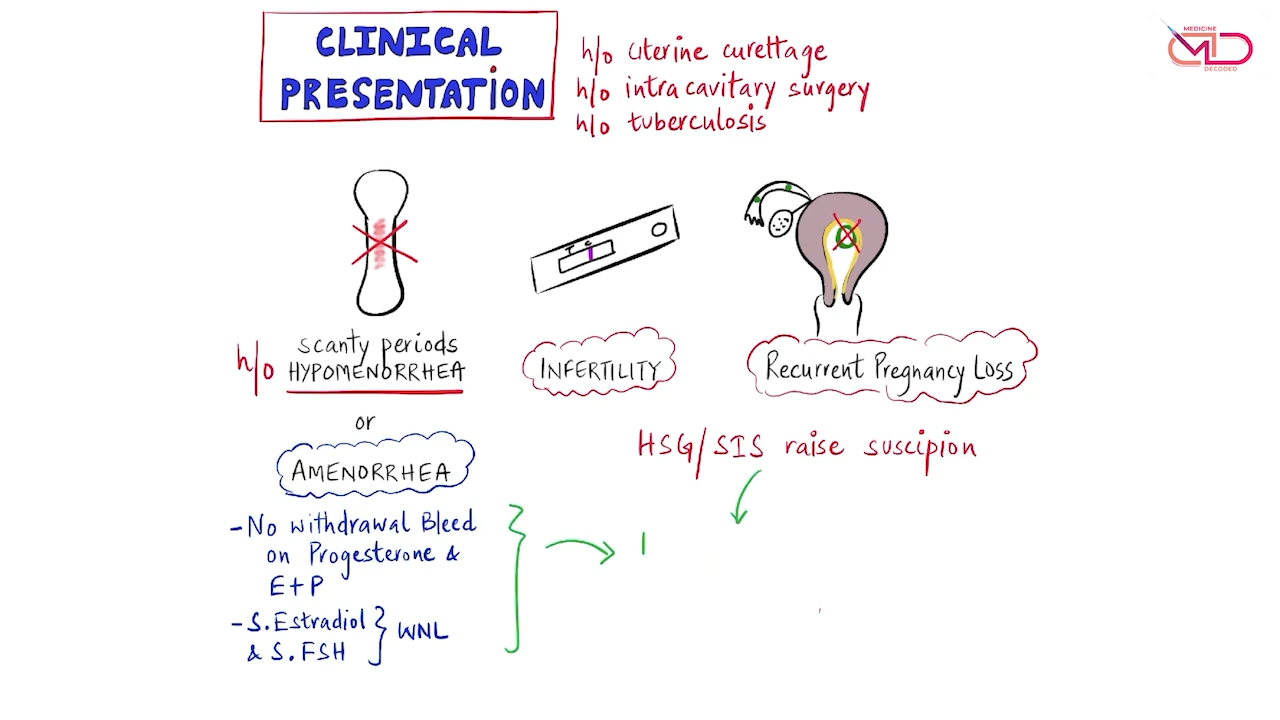 CLINICAL
PRESENTATION
h/o uterine curettage
h/o intracavitary surgery
h/o tuberculosis
MEDICINE
MD
DECODED
T C
h/o scanty periods
HYPOMENORRHEA
or
AMENORRHEA
-No withdrawal Bleed
on Progesterone &
E+P
-S.Estradiol
& S.FSH
WNL
INFERTILITY
Recurrent Pregnancy Loss
HSG/SIS raise suscipion